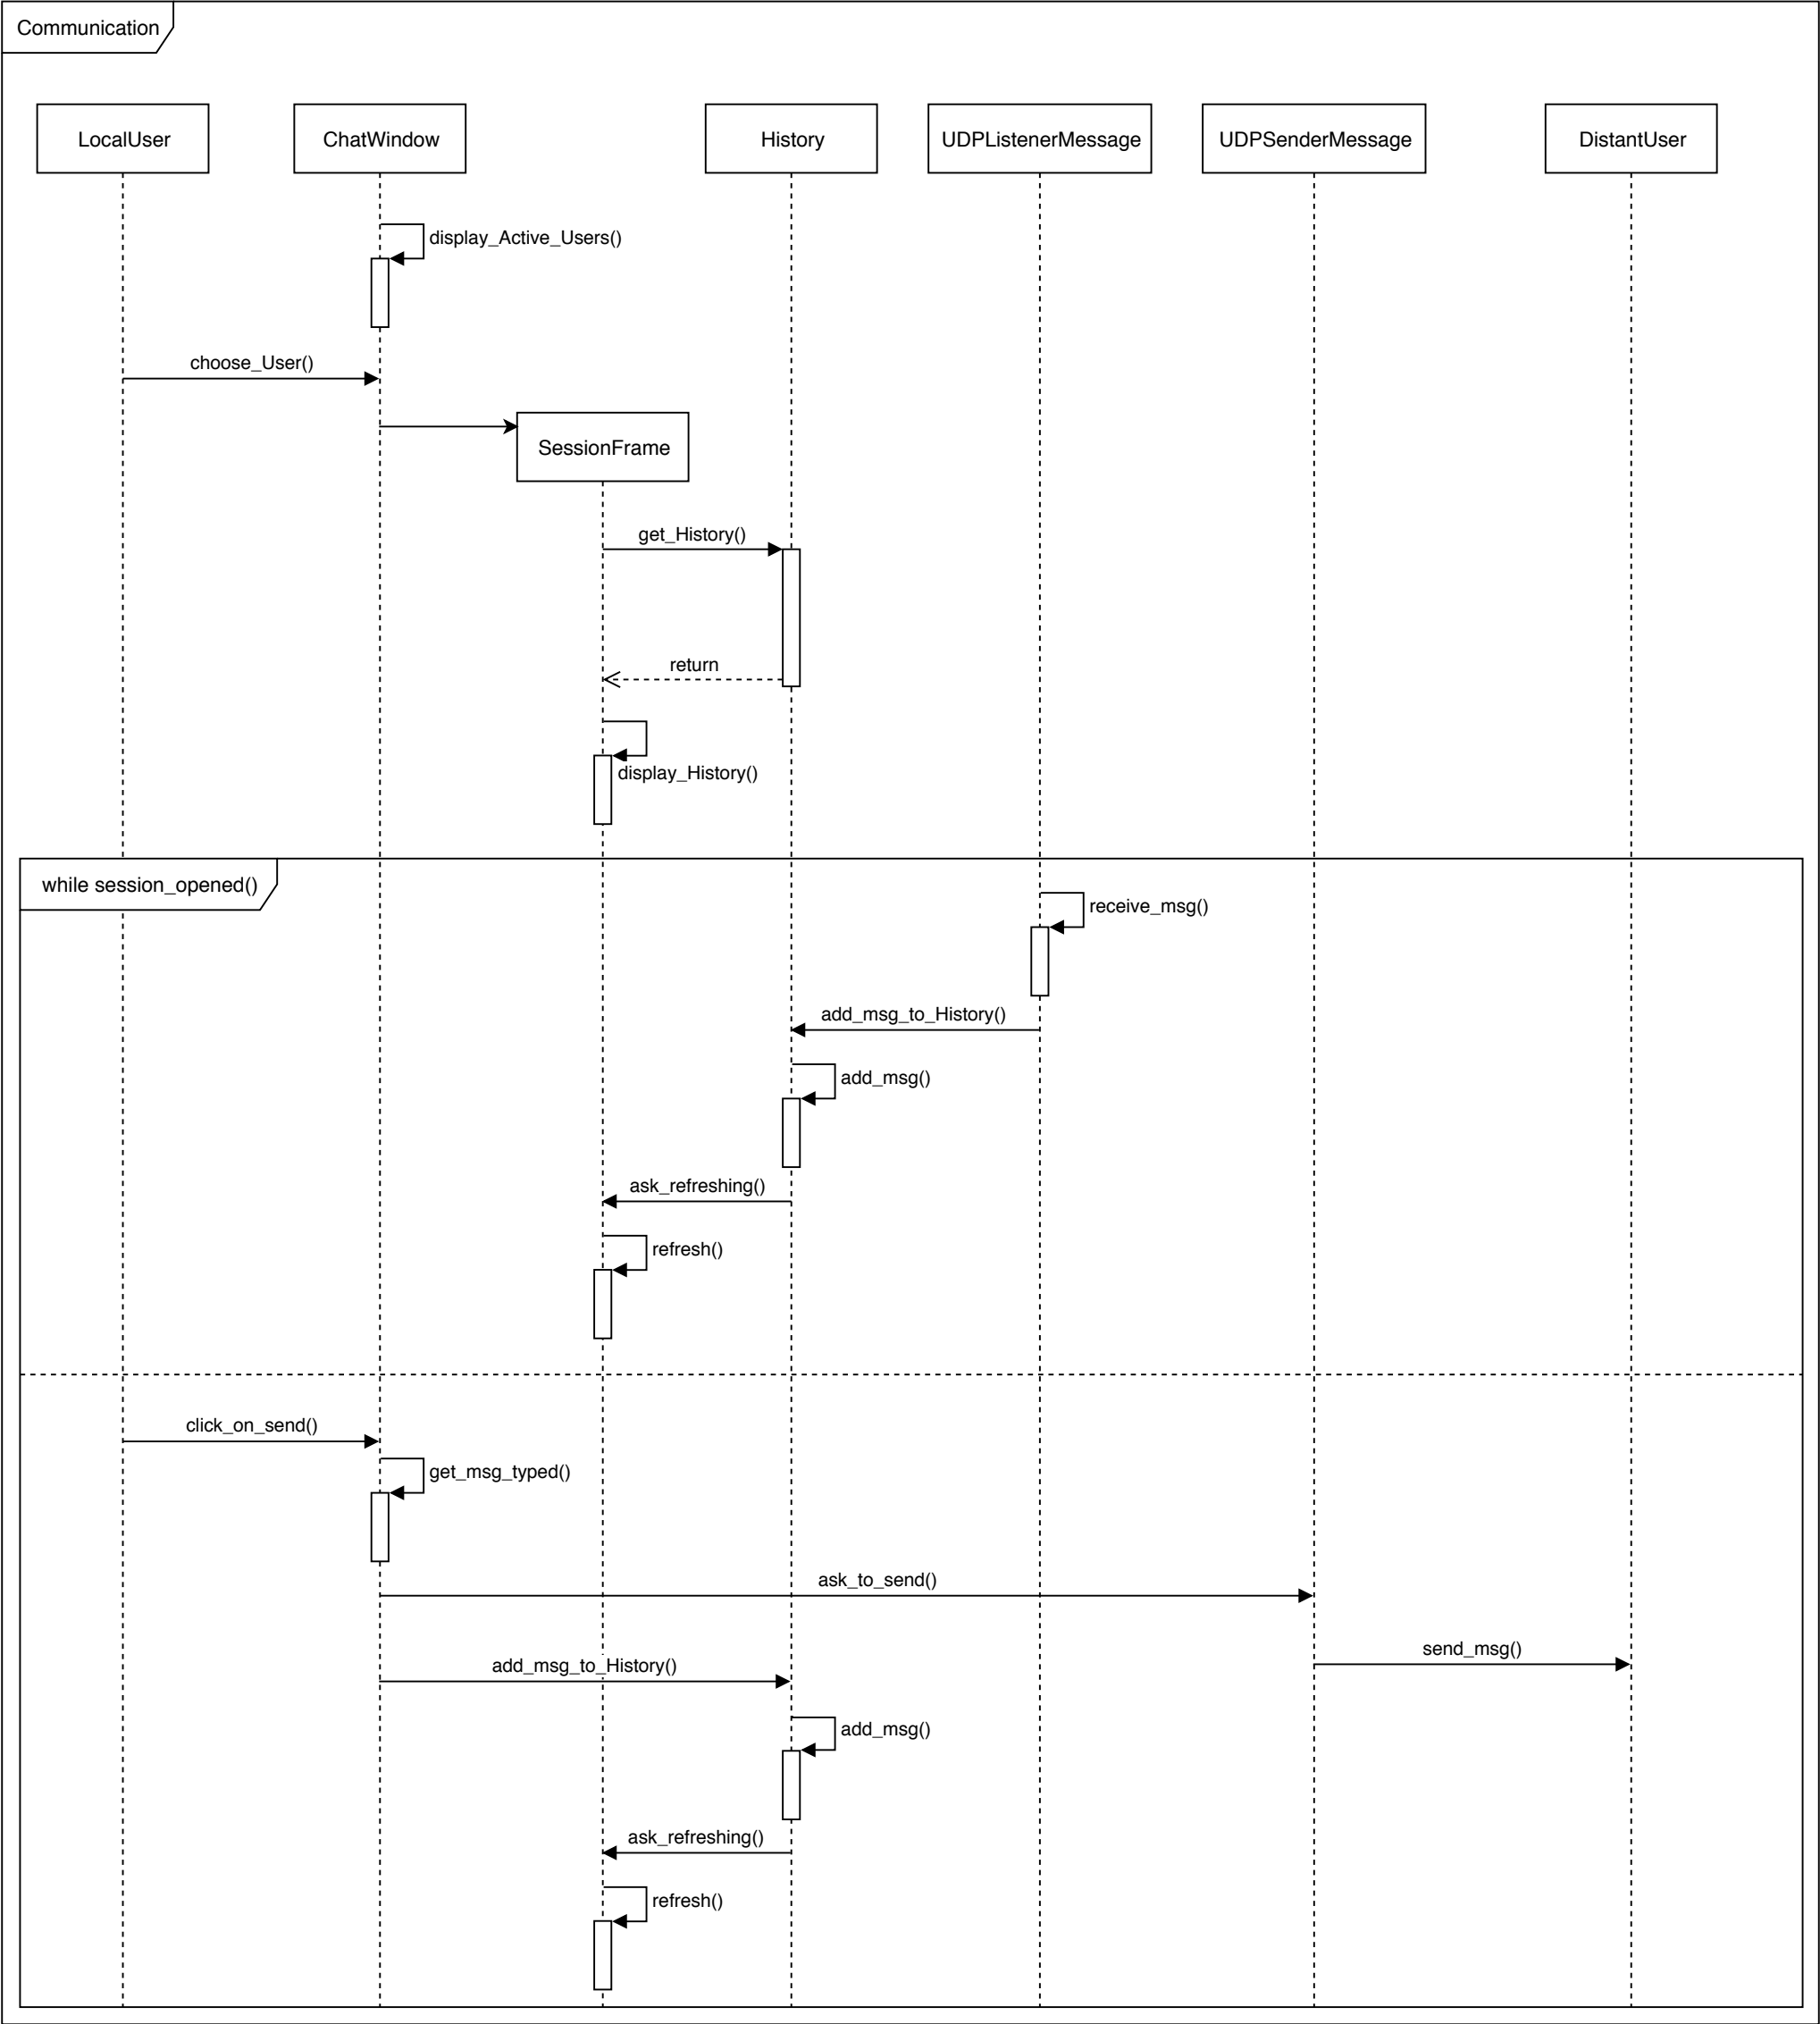 Communication
LocalUser
ChatWindow
History
UDPListenerMessage
UDPSenderMessage
DistantUser
display_Active_Users()
choose_User()
SessionFrame
get_History()
return
display_History()
while session_opened()
receive_msg()
add_msg_to_History()
add_msg()
ask_refreshing()
refresh()
click_on_send()
get_msg_typed()
ask_to_send()
send_msg()
add_msg_to_History()
add_msg()
ask_refreshing()
refresh()